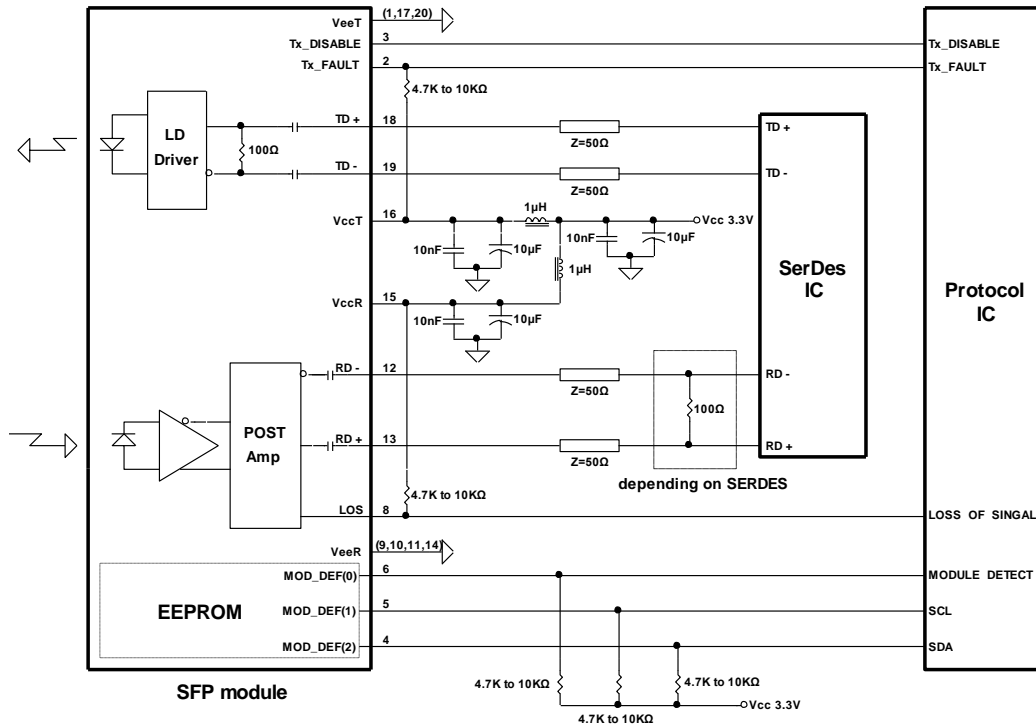 VeeT (1,17,20)
Tx_DISABLE 3 Tx_DISABLE
Tx_FAULT 2 Tx_FAULT
4.7K to 10KΩ
LD
Driver
100Ω
TD + 18 TD +
Z=50Ω
TD - 19 TD -
Z=50Ω
1µH
VccT 16 Vcc 3.3V
10nF 10µF 10nF 10µF
1µH
SerDes
IC
Protocol
IC
VccR 15
10nF 10µF
RD - 12 RD -
Z=50Ω
100Ω
POST
Amp
RD + 13 RD +
Z=50Ω
depending on SERDES
4.7K to 10KΩ
LOS 8 LOSS OF SINGAL
VeeR (9,10,11,14)
EEPROM
MOD_DEF(0) 6 MODULE DETECT
MOD_DEF(1) 5 SCL
MOD_DEF(2) 4 SDA
4.7K to 10KΩ 4.7K to 10KΩ
SFP module
Vcc 3.3V
4.7K to 10KΩ